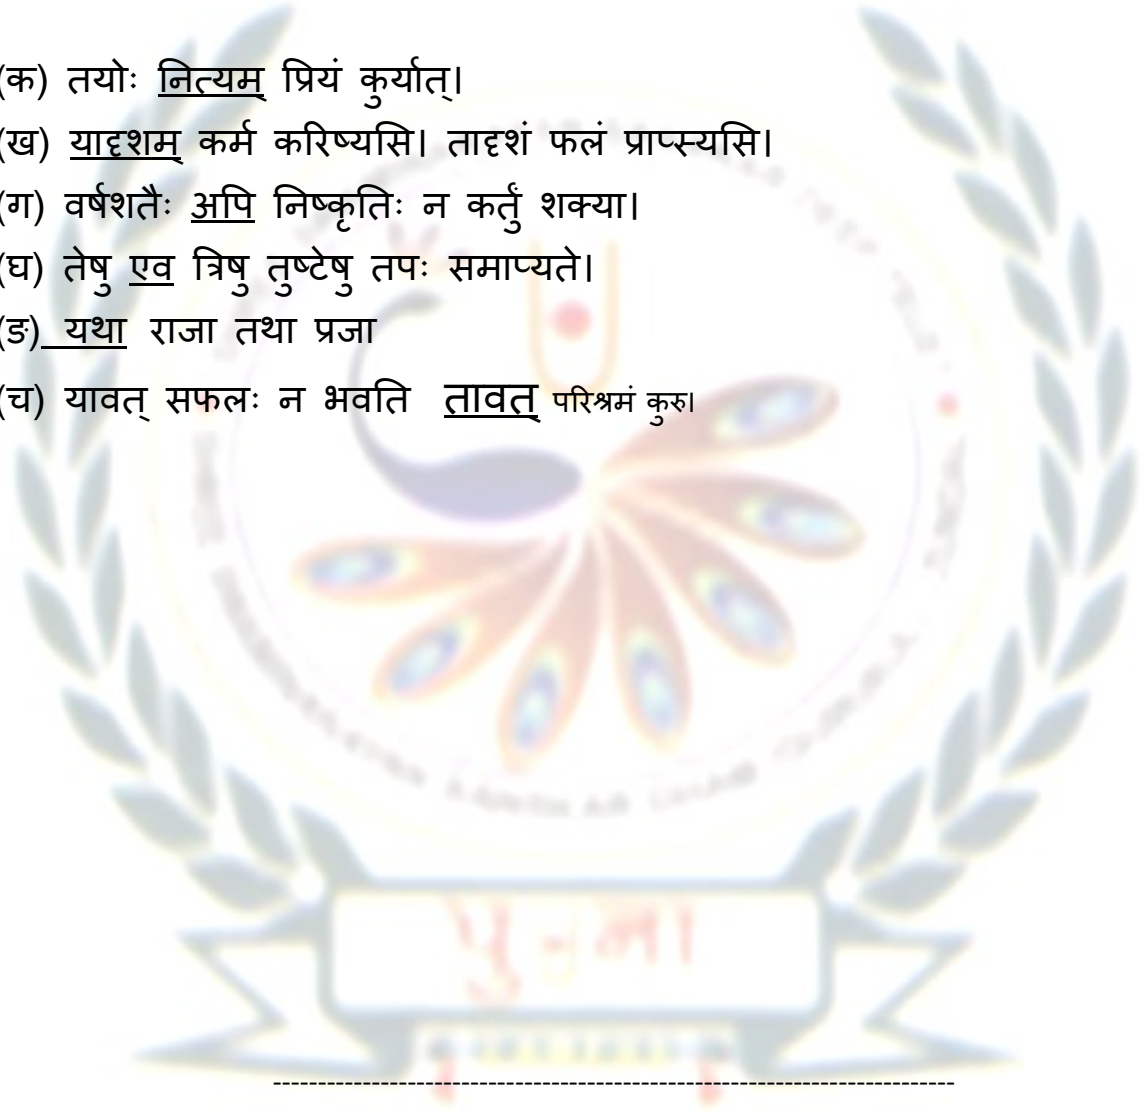 (क) तयोः नित्यम् प्रियं कुर्यात्।
(ख) यादृशम् कर्म करिष्यसि। तादृशं फलं प्राप्स्यसि।
(ग) वर्षशतैः अपि निष्कृतिः न कर्तुं शक्या।
(घ) तेषु एव त्रिषु तुष्टेषु तपः समाप्यते।
(ङ) यथा राजा तथा प्रजा
(च) यावत् सफलः न भवति तावत् परिश्रमं कुरु।